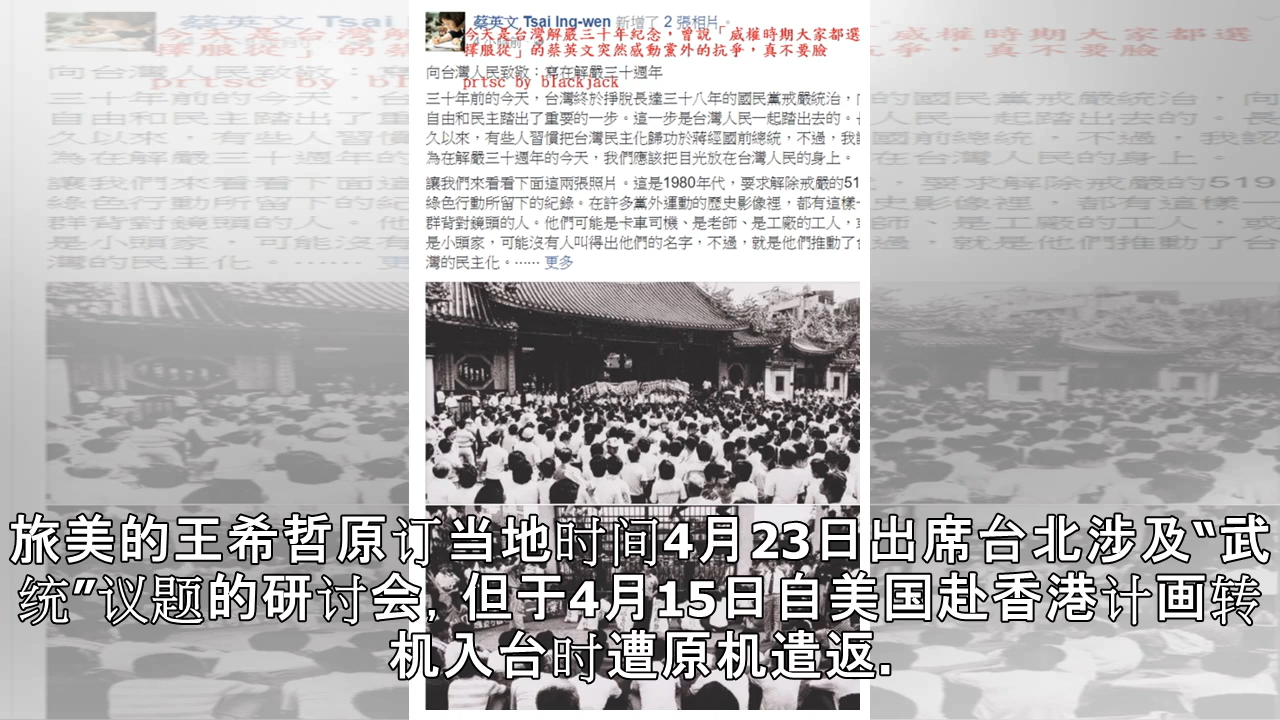 蔡英文 Tsai Ing-wen 新增了 2 張相片。
今天是台灣解嚴三十年紀念，曾說「威權時期大家都選
擇服從」的蔡英文突然感動黨外的抗爭，真不要臉
向台灣人民致敬：寫在解嚴三十週年
prtsc by blackjack
三十年前的今天，台灣終於掙脫長達三十八年的國民黨戒嚴統治，向
自由和民主踏出了重要的一步。這一步是台灣人民一起踏出去的。長
久以來，有些人習慣把台灣民主化歸功於蔣經國前總統，不過，我認
為在解嚴三十週年的今天，我們應該把目光放在台灣人民的身上。
讓我們來看看下面這兩張照片。這是1980年代，要求解除戒嚴的519
綠色行動所留下的紀錄。在許多黨外運動的歷史影像裡，都有這樣一
群背對鏡頭的人。他們可能是卡車司機、是老師、是工廠的工人，或
是小頭家，可能沒有人叫得出他們的名字，不過，就是他們推動了台
灣的民主化。…… 更多
旅美的王希哲原订当地时间4月23日出席台北涉及“武
统”议题的研讨会, 但于4月15日自美国赴香港计画转
机入台时遭原机遣返.